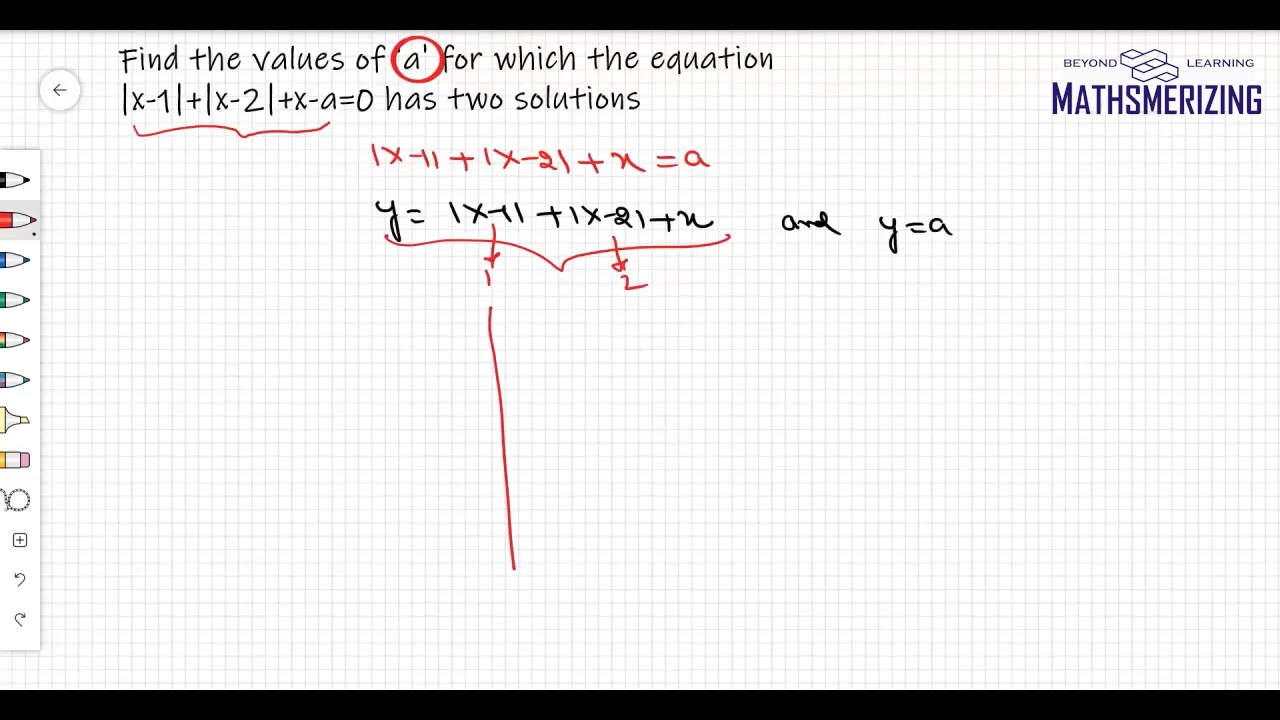 Find the values of 'a' for which the equation
|x-1|+|x-2|+x-a=0 has two solutions
BEYOND LEARNING
MATHSMERIZING
|x-1| + |x-2| + x = a
y = |x-1| + |x-2| + x and y = a
1 2